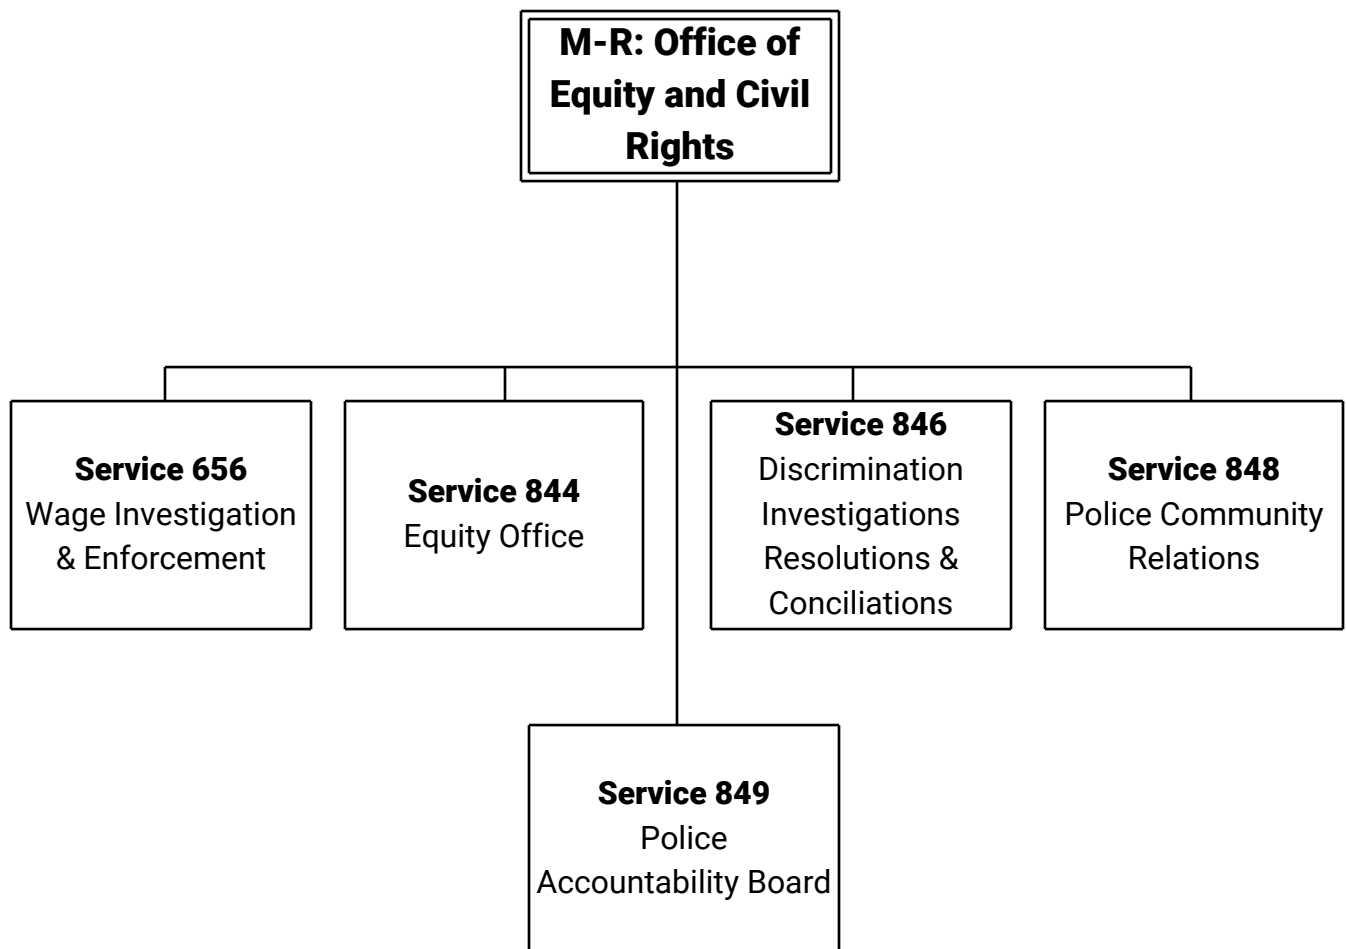 M-R: Office of
Equity and Civil
Rights
Service 656
Wage Investigation
& Enforcement
Service 844
Equity Office
Service 846
Discrimination
Investigations
Resolutions &
Conciliations
Service 848
Police Community
Relations
Service 849
Police
Accountability Board